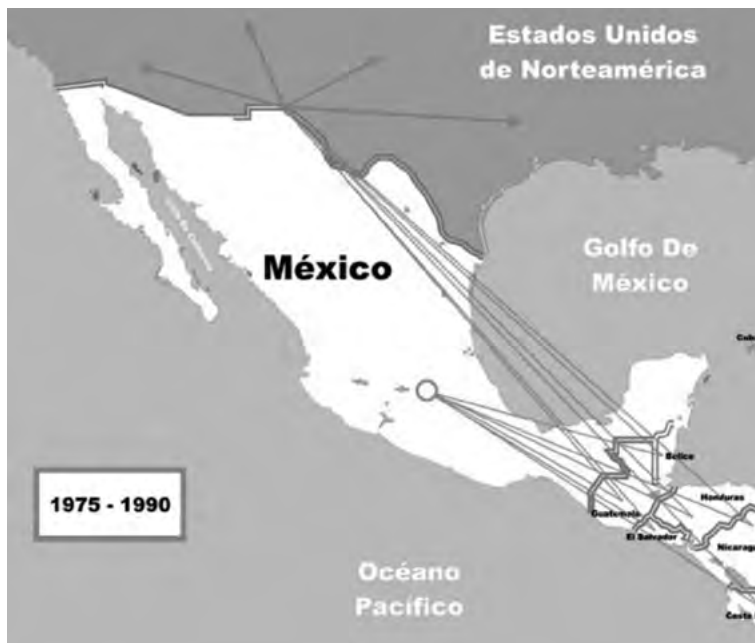 Estados Unidos
de Norteamérica
Golfo De
México
México
Belice
Honduras
Guatemala
El Salvador
1975 - 1990
Océano
Pacífico